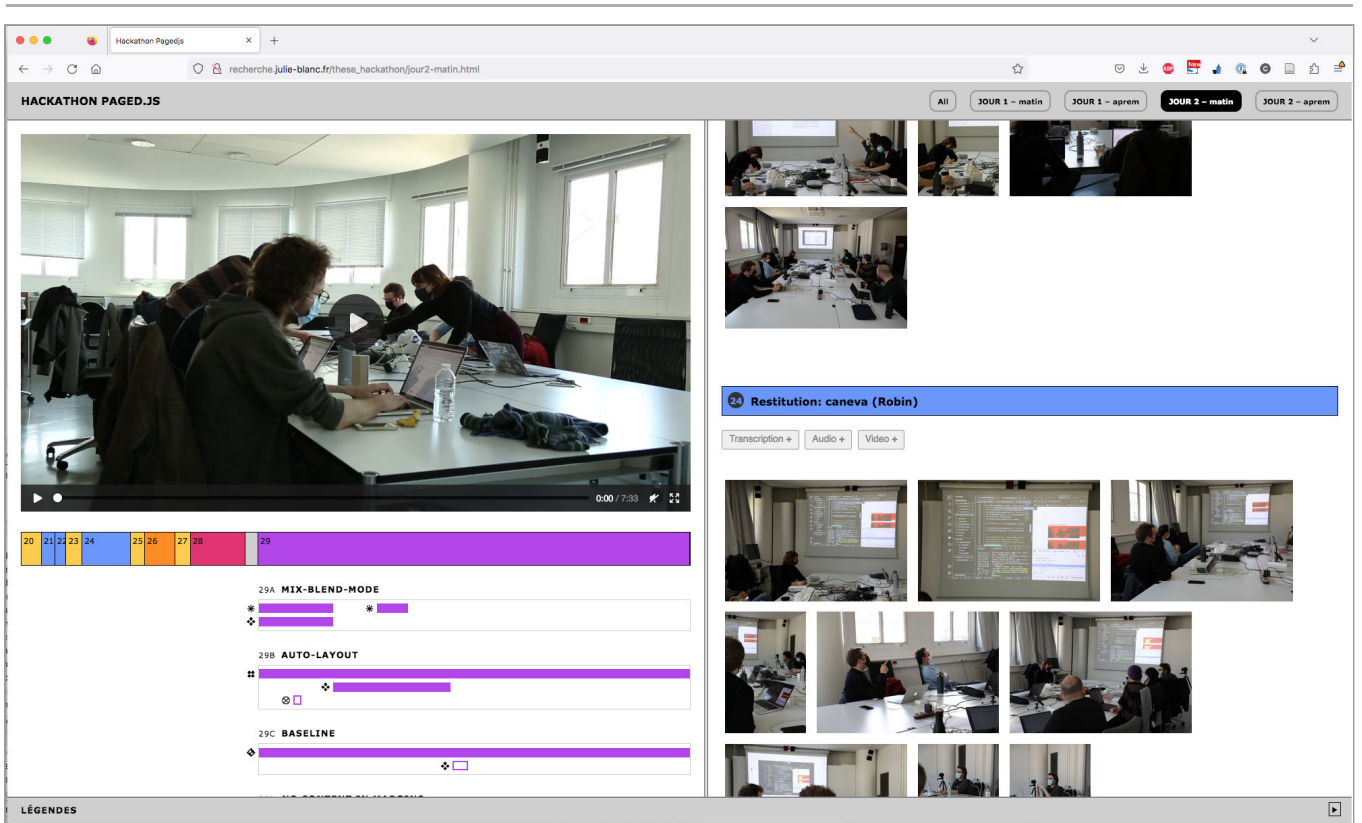 Hackathon Pagedjs
recherche.julie-blanc.fr/these_hackathon/jour2-matin.html
ABP New C
HACKATHON PAGED.JS
All JOUR 1 – matin JOUR 1 – aprem JOUR 2 – matin JOUR 2 – aprem
0:00 / 7:33
20 21 22 23 24 25 26 27 28 29
29A MIX-BLEND-MODE
29B AUTO-LAYOUT
29C BASELINE
24 Restitution: caneva (Robin)
Transcription + Audio + Video +
LÉGENDES